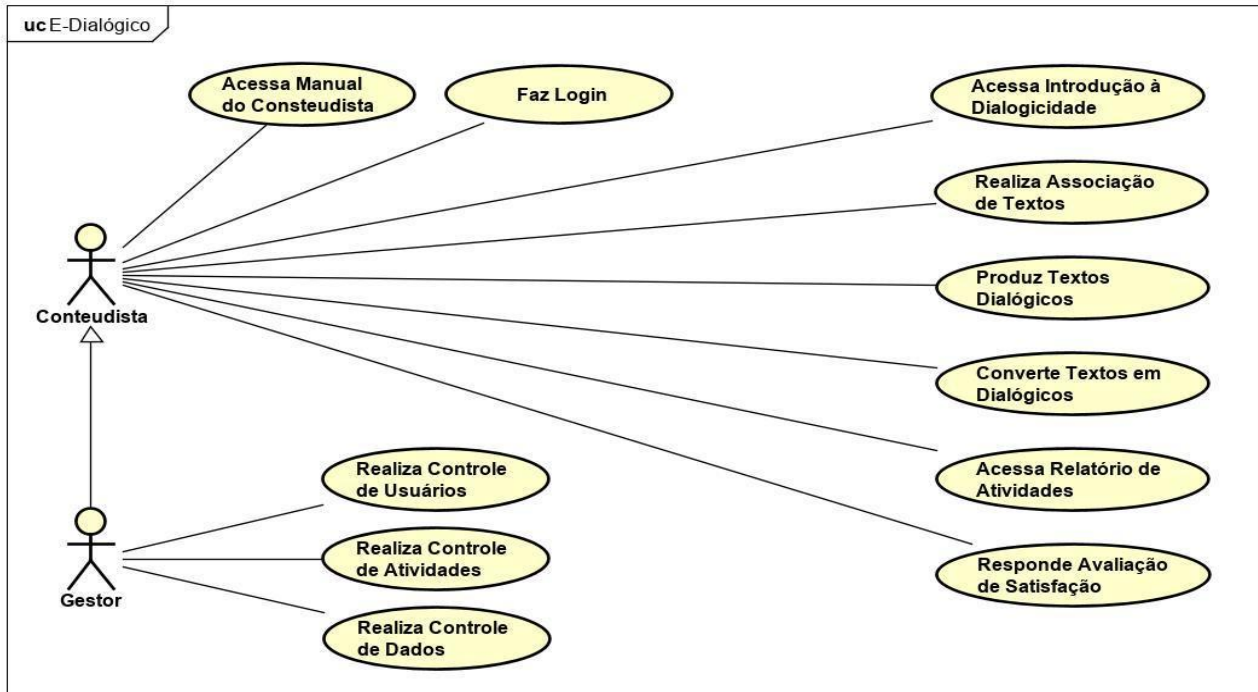 uc E-Dialógico
Acessa Manual
do Consteudista
Faz Login
Acessa Introdução à
Dialogicidade
Realiza Associação
de Textos
Produz Textos
Dialógicos
Conteudista
Converte Textos em
Dialógicos
Realiza Controle
de Usuários
Acessa Relatório de
Atividades
Realiza Controle
de Atividades
Responde Avaliação
de Satisfação
Gestor
Realiza Controle
de Dados